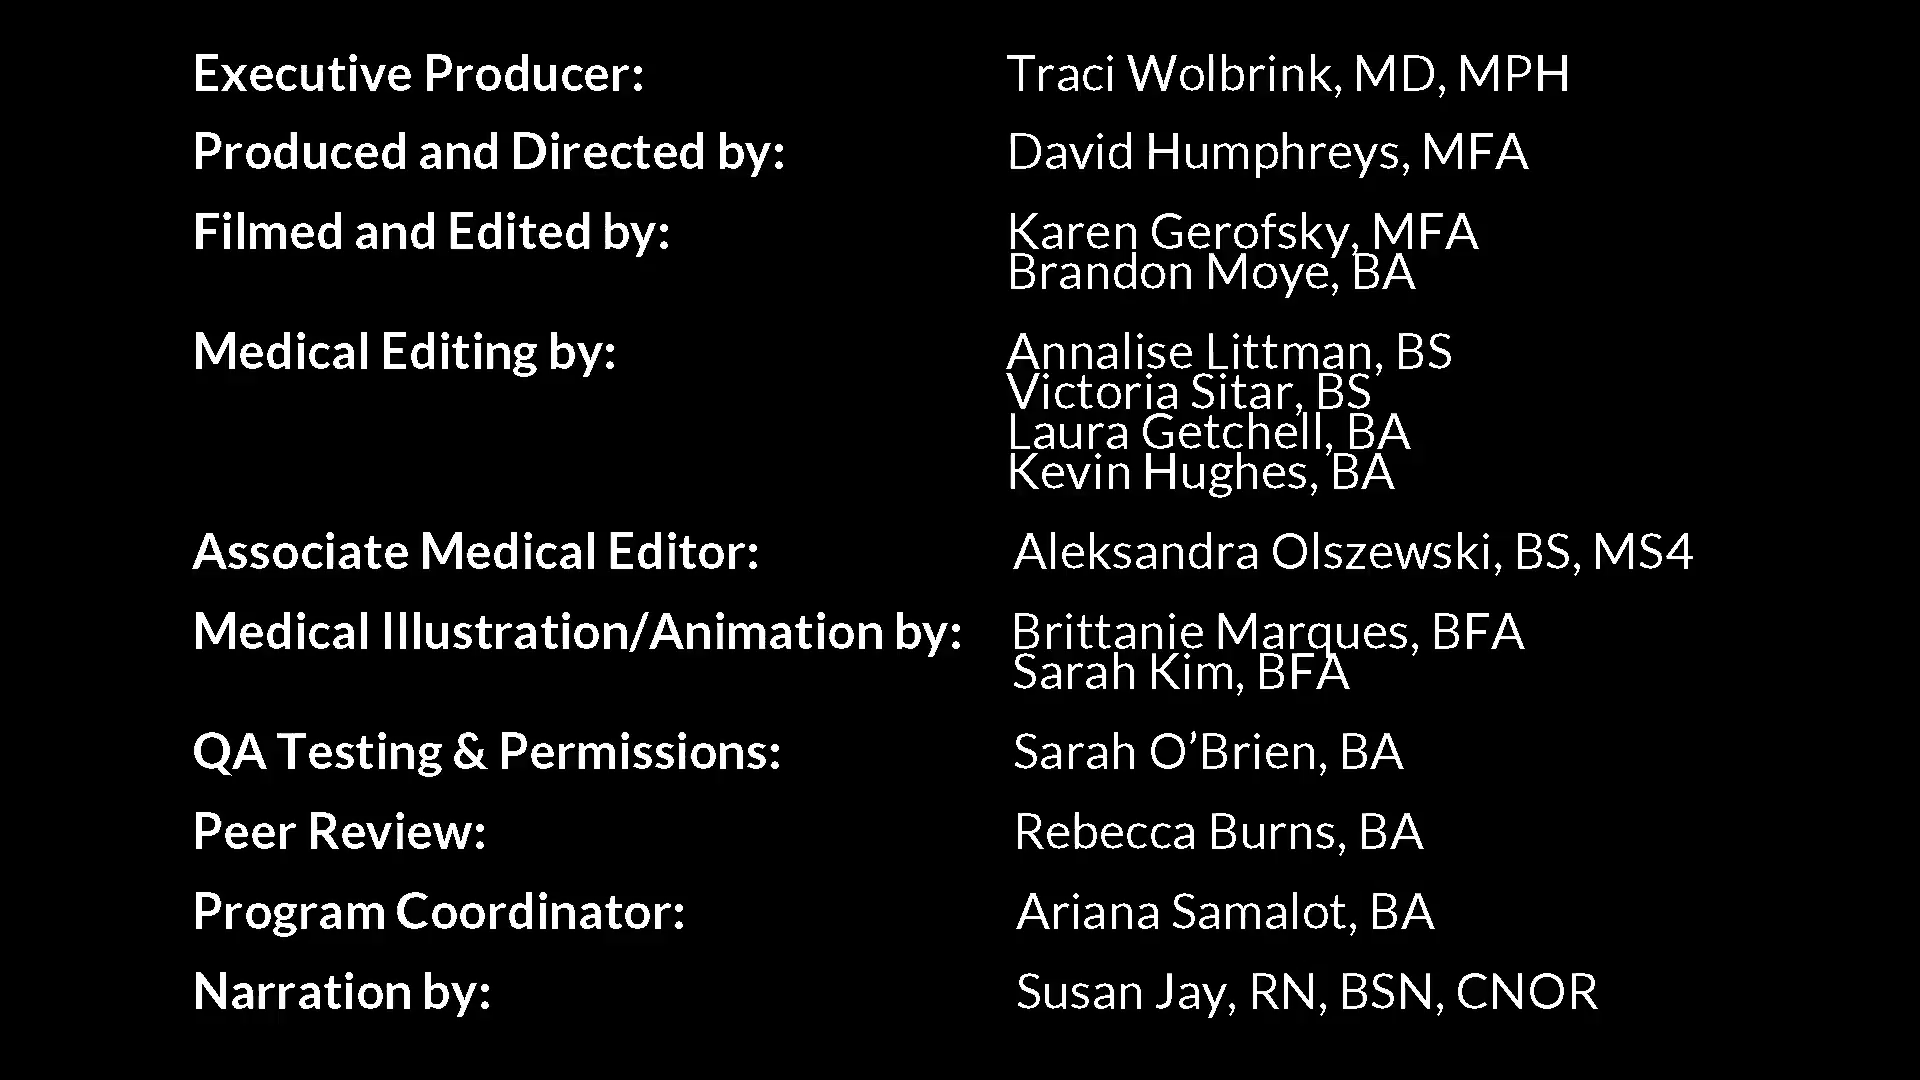 Executive Producer: Traci Wolbrink, MD, MPH
Produced and Directed by: David Humphreys, MFA
Filmed and Edited by: Karen Gerofsky, MFA
Brandon Moye, BA
Medical Editing by: Annalise Littman, BS
Victoria Sitar, BS
Laura Getchell, BA
Kevin Hughes, BA
Associate Medical Editor: Aleksandra Olszewski, BS, MS4
Medical Illustration/Animation by: Brittanie Marques, BFA
Sarah Kim, BFA
QA Testing & Permissions: Sarah O’Brien, BA
Peer Review: Rebecca Burns, BA
Program Coordinator: Ariana Samalot, BA
Narration by: Susan Jay, RN, BSN, CNOR